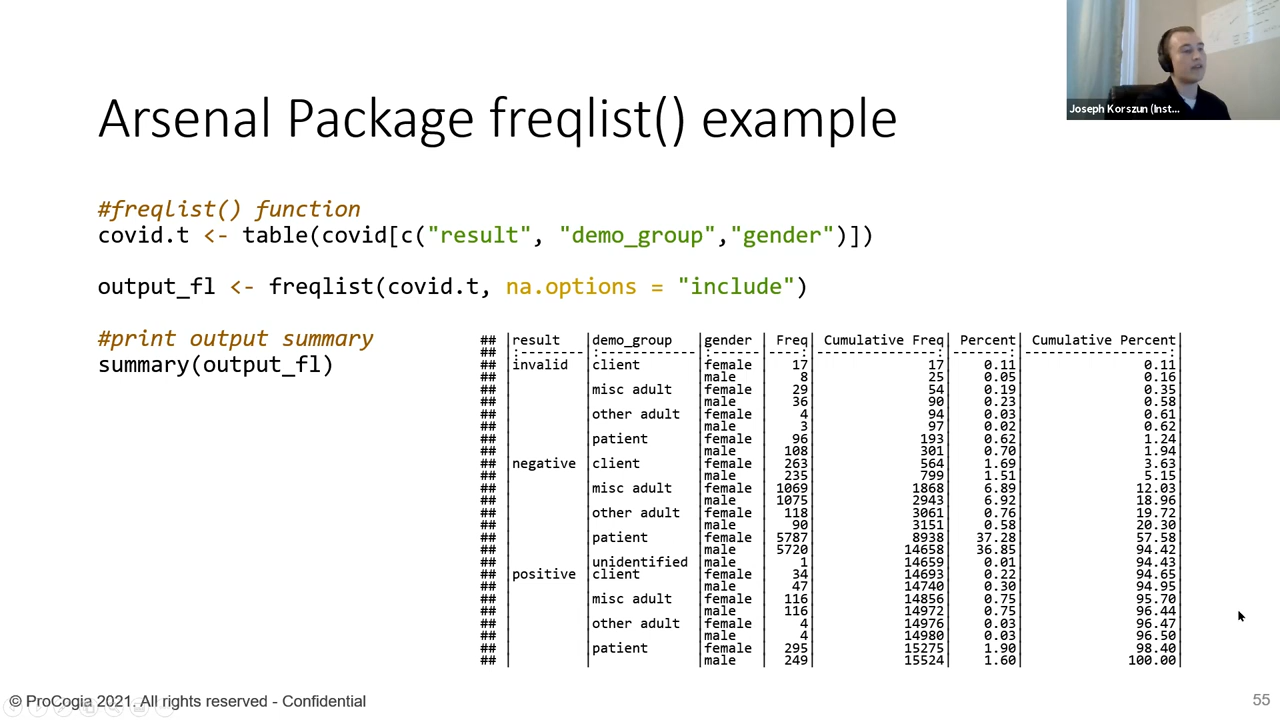 Joseph Korszun (Inst...
Arsenal Package freqlist() example
#freqlist() function
covid.t <- table(covid[c("result", "demo_group","gender")])
output_fl <- freqlist(covid.t, na.options = "include")
#print output summary
summary(output_fl)
## |result |demo_group |gender | Freq| Cumulative Freq| Percent| Cumulative Percent|
## |:--------|:------------|:------|----:|---------------:|-------:|------------------:|
## |invalid |client |female | 17| 17| 0.11| 0.11|
## | | |male | 8| 25| 0.05| 0.16|
## | |misc adult |female | 29| 54| 0.19| 0.35|
## | | |male | 36| 90| 0.23| 0.58|
## | |other adult |female | 4| 94| 0.03| 0.61|
## | | |male | 3| 97| 0.02| 0.62|
## | |patient |female | 96| 193| 0.62| 1.24|
## | | |male | 108| 301| 0.70| 1.94|
## |negative |client |female | 263| 564| 1.69| 3.63|
## | | |male | 235| 799| 1.51| 5.15|
## | |misc adult |female | 1069| 1868| 6.89| 12.03|
## | | |male | 1075| 2943| 6.92| 18.96|
## | |other adult |female | 118| 3061| 0.76| 19.72|
## | | |male | 90| 3151| 0.58| 20.30|
## | |patient |female | 5787| 8938| 37.28| 57.58|
## | | |male | 5720| 14658| 36.85| 94.42|
## | |unidentified |male | 1| 14659| 0.01| 94.43|
## |positive |client |female | 34| 14693| 0.22| 94.65|
## | | |male | 47| 14740| 0.30| 94.95|
## | |misc adult |female | 116| 14856| 0.75| 95.70|
## | | |male | 116| 14972| 0.75| 96.44|
## | |other adult |female | 4| 14976| 0.03| 96.47|
## | | |male | 4| 14980| 0.03| 96.50|
## | |patient |female | 295| 15275| 1.90| 98.40|
## | | |male | 249| 15524| 1.60| 100.00|
© ProCogia 2021. All rights reserved - Confidential
55